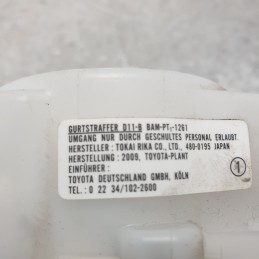 GURTSTRAFFER D11-B BAM-PT₁-1261
UMGANG NUR DURCH GESCHULTES PERSONAL ERLAUBT.
HERSTELLER : TOKAI RIKA CO., LTD., 480-0195 JAPAN
HERSTELLUNG : 2009, TOYOTA-PLANT
EINFÜHRER :
TOYOTA DEUTSCHLAND GMBH, KÖLN
TEL.: 0 22 34/102-2600
1